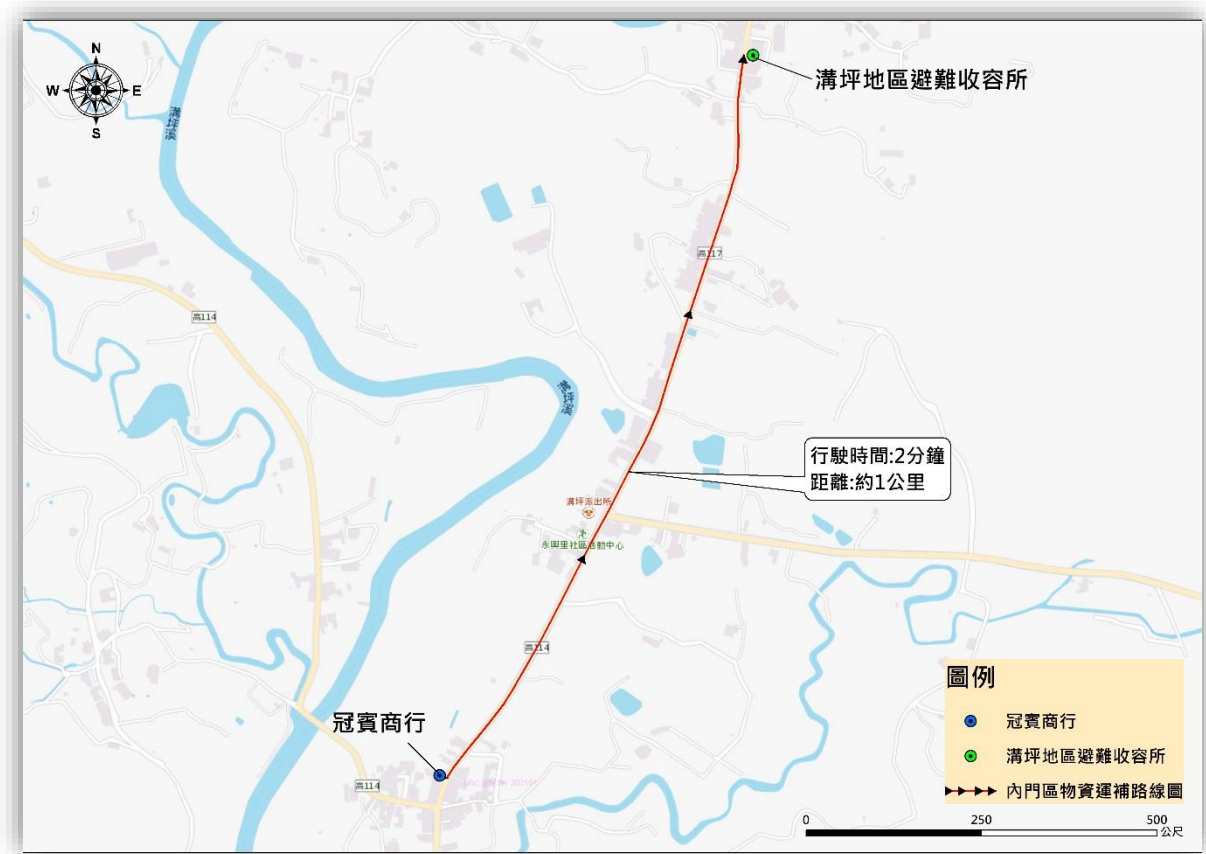 N
W E
S
溝坪溪
溝坪地區避難收容所
高117
高114
溝坪溪
行駛時間:2分鐘
距離:約1公里
溝坪派出所
永興里社區活動中心
高114
冠賓商行
高114
圖例
冠賓商行
溝坪地區避難收容所
內門區物資運補路線圖
0 250 500
公尺